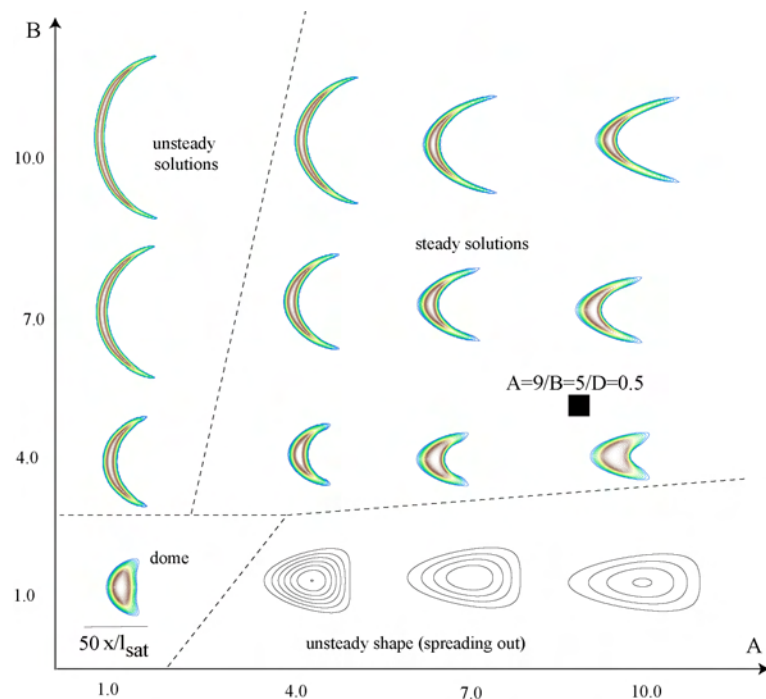 B
unsteady
solutions
10.0
steady solutions
7.0
A=9/B=5/D=0.5
4.0
dome
1.0
50 x/lsat
unsteady shape (spreading out)
A
1.0
4.0
7.0
10.0